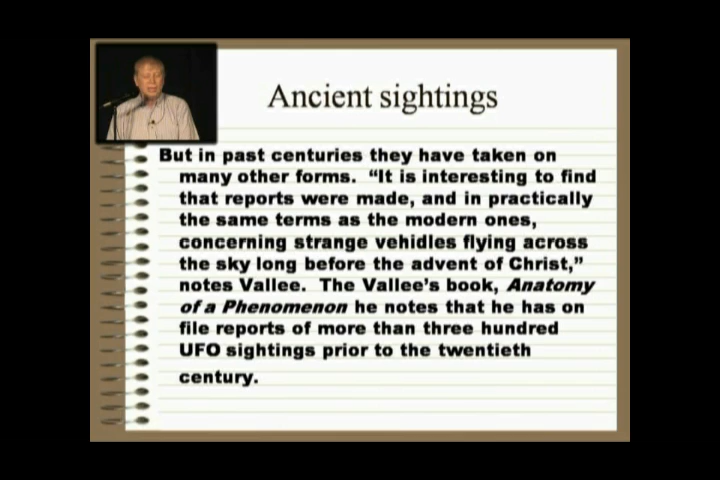 Ancient sightings
But in past centuries they have taken on
many other forms. “It is interesting to find
that reports were made, and in practically
the same terms as the modern ones,
concerning strange vehidles flying across
the sky long before the advent of Christ,”
notes Vallee. The Vallee’s book, Anatomy
of a Phenomenon he notes that he has on
file reports of more than three hundred
UFO sightings prior to the twentieth
century.